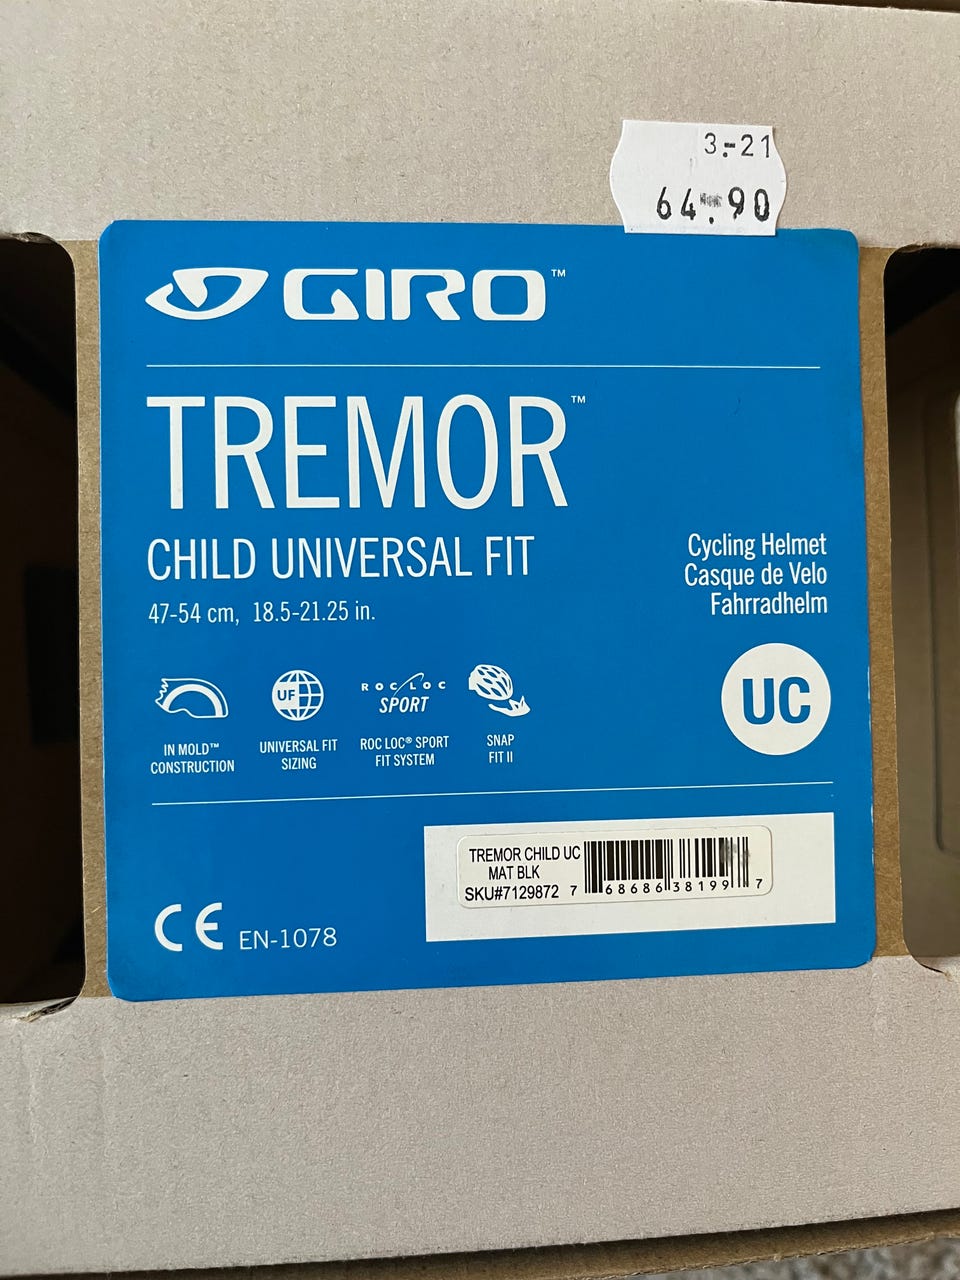 3.-21
64.90
GIRO™
TREMOR™
CHILD UNIVERSAL FIT
47-54 cm, 18.5-21.25 in.
Cycling Helmet
Casque de Velo
Fahrradhelm
UF
ROC LOC
SPORT
IN MOLD™
CONSTRUCTION
UNIVERSAL FIT
SIZING
ROC LOC® SPORT
FIT SYSTEM
SNAP
FIT II
UC
TREMOR CHILD UC
MAT BLK
SKU#7129872
7 68686 38199 7
CE EN-1078